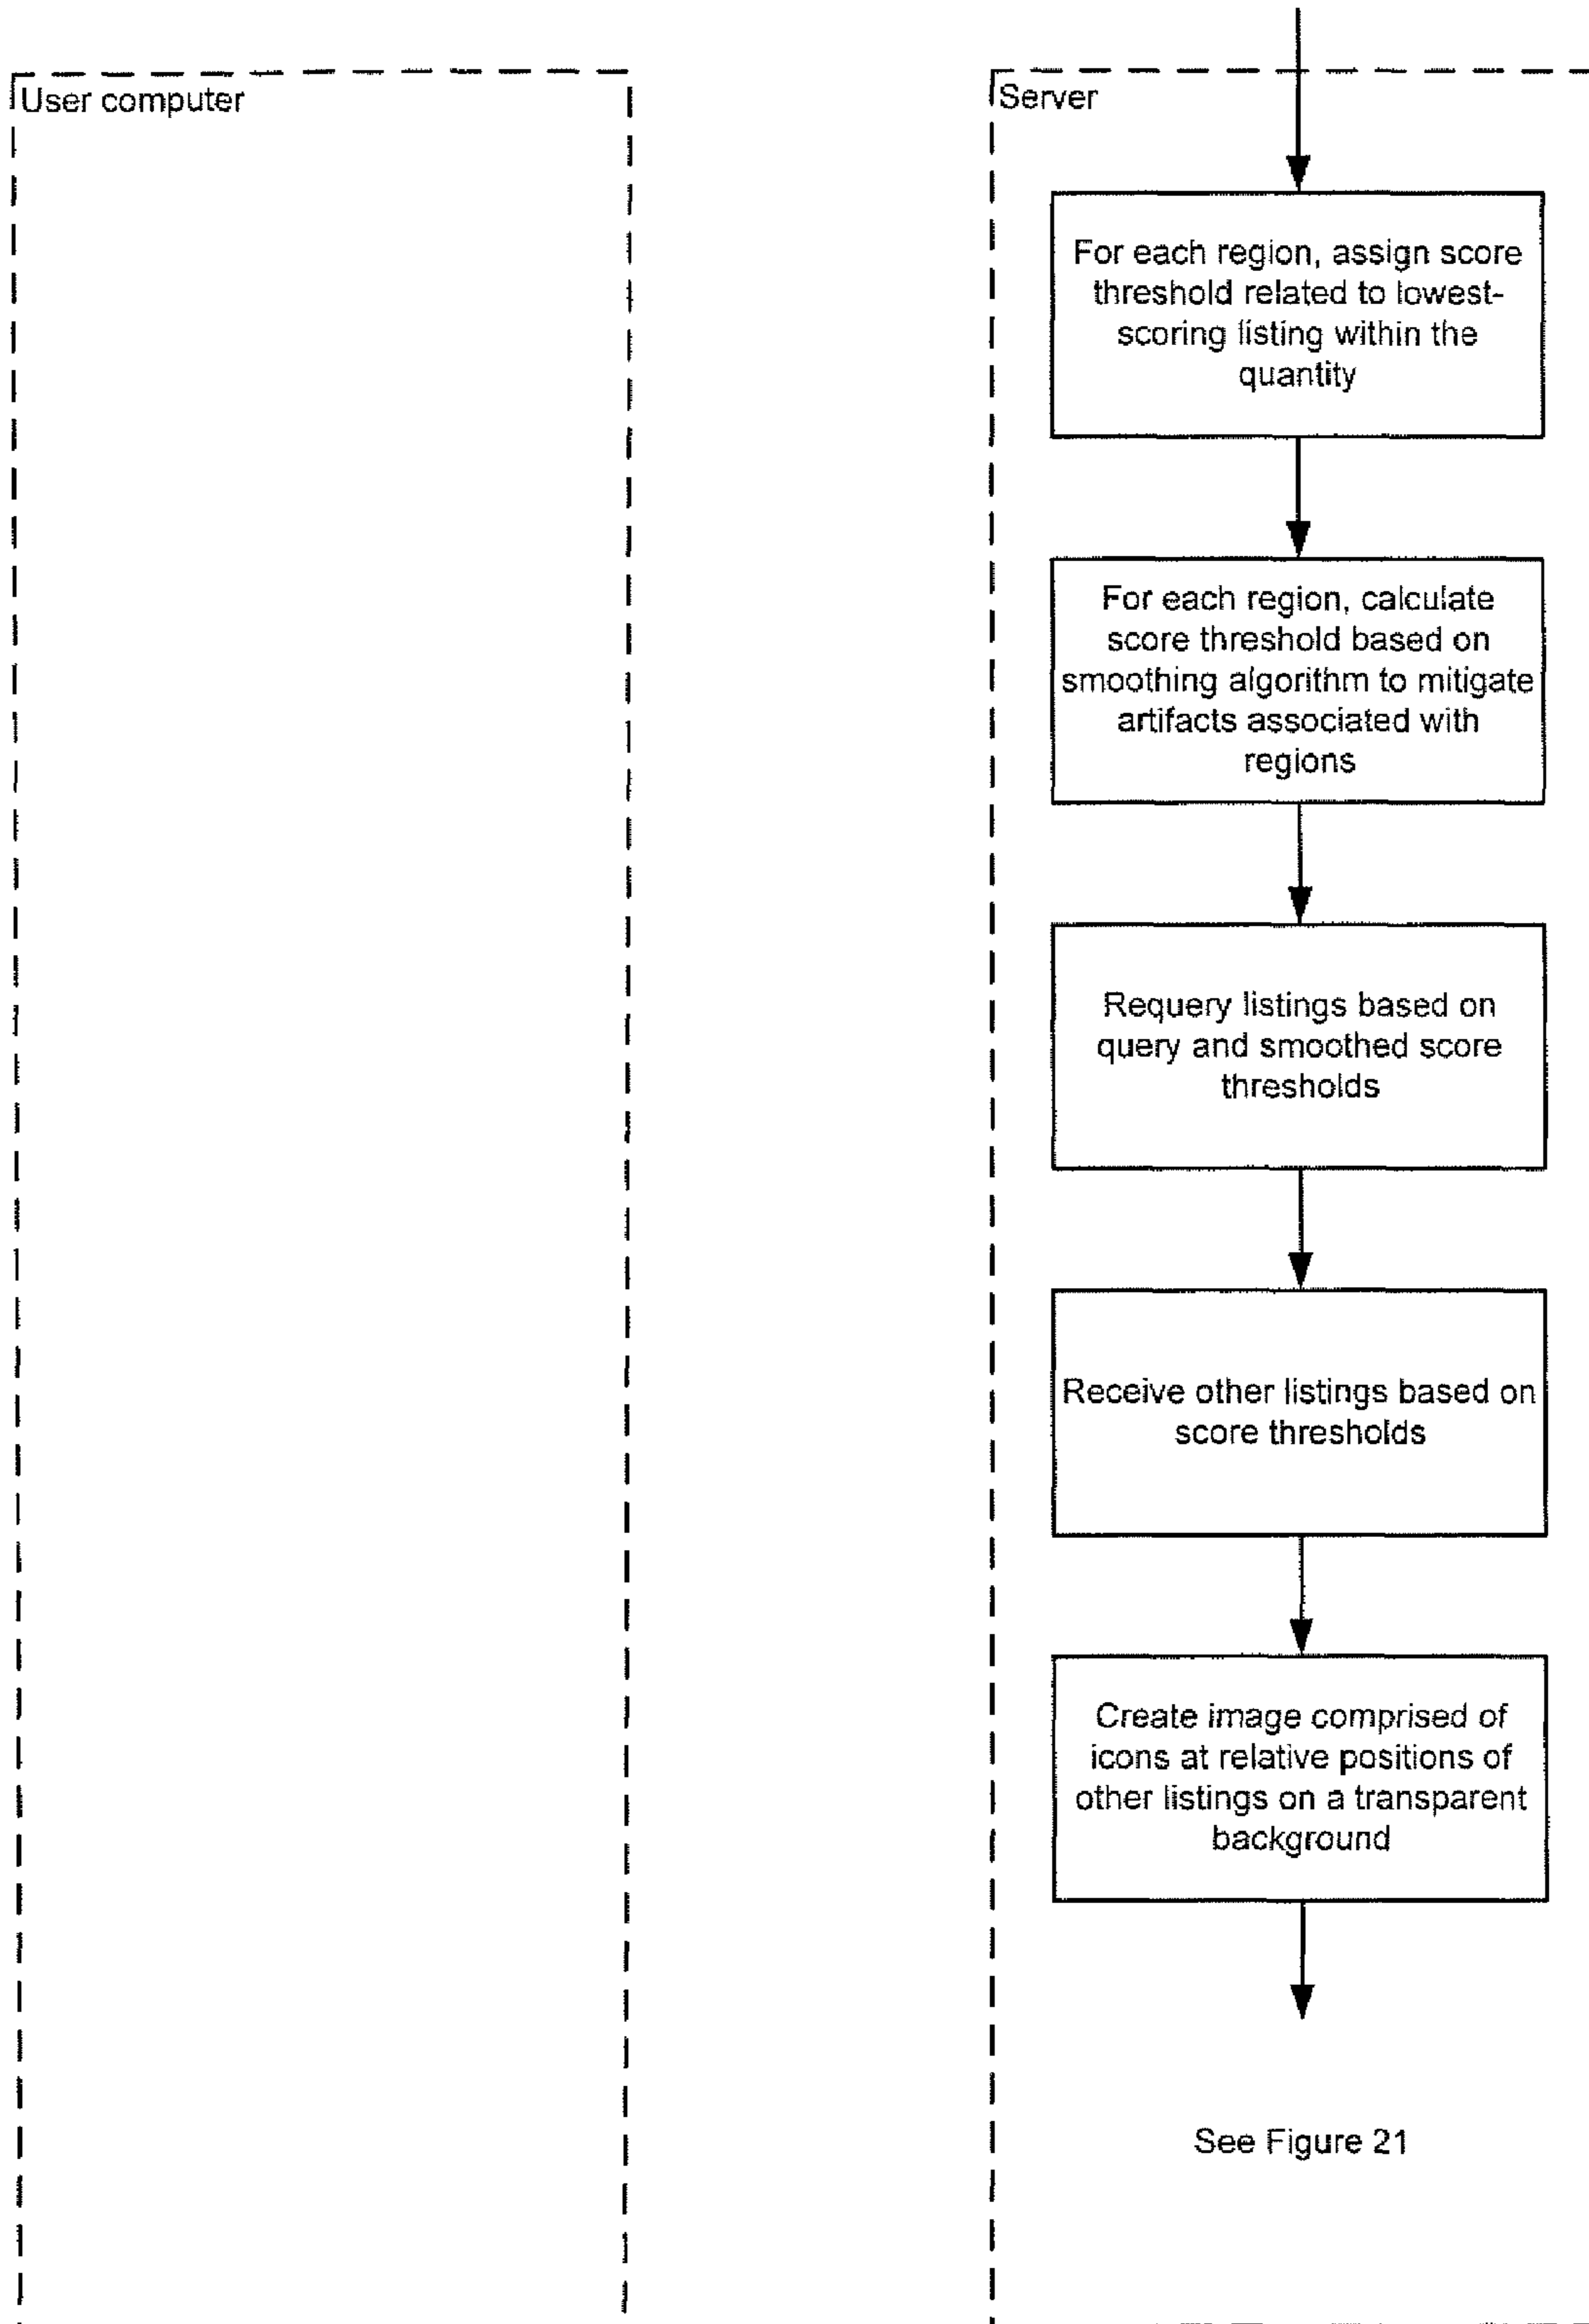 User computer
Server
For each region, assign score
threshold related to lowest-
scoring listing within the
quantity
For each region, calculate
score threshold based on
smoothing algorithm to mitigate
artifacts associated with
regions
Requery listings based on
query and smoothed score
thresholds
Receive other listings based on
score thresholds
Create image comprised of
icons at relative positions of
other listings on a transparent
background
See Figure 21